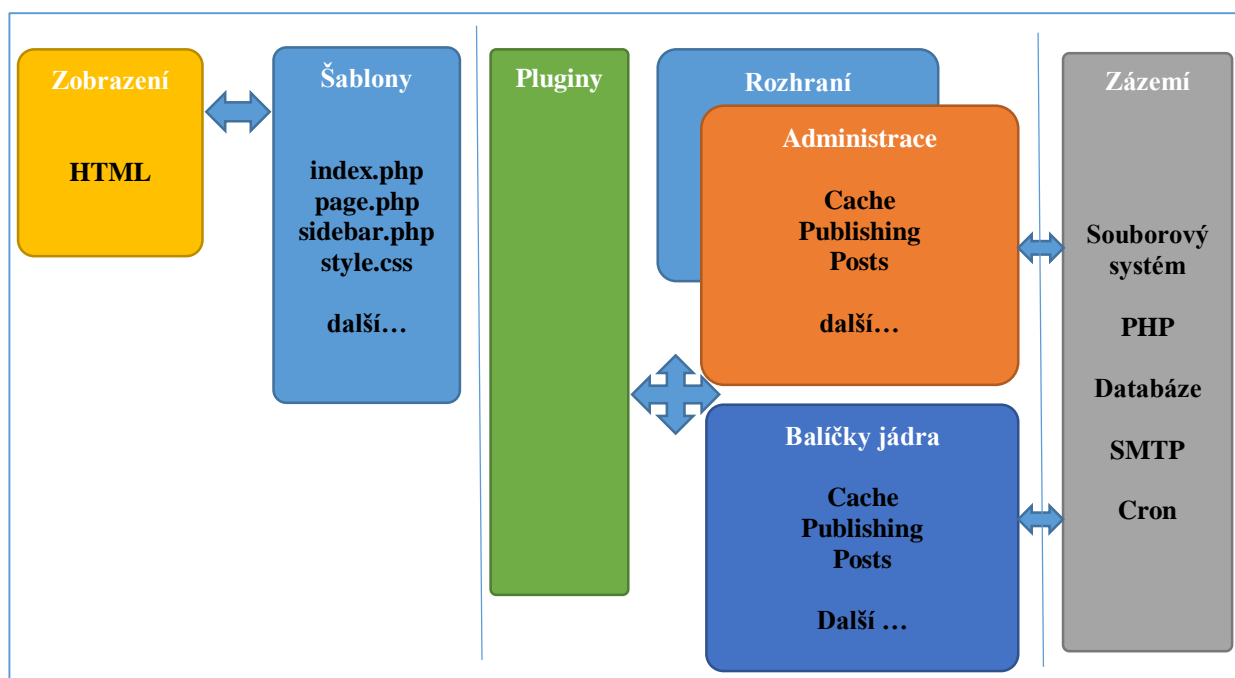 Zobrazení
HTML
Šablony
index.php
page.php
sidebar.php
style.css
další…
Pluginy
Rozhraní
Administrace
Cache
Publishing
Posts
další…
Balíčky jádra
Cache
Publishing
Posts
Další …
Zázemí
Souborový
systém
PHP
Databáze
SMTP
Cron